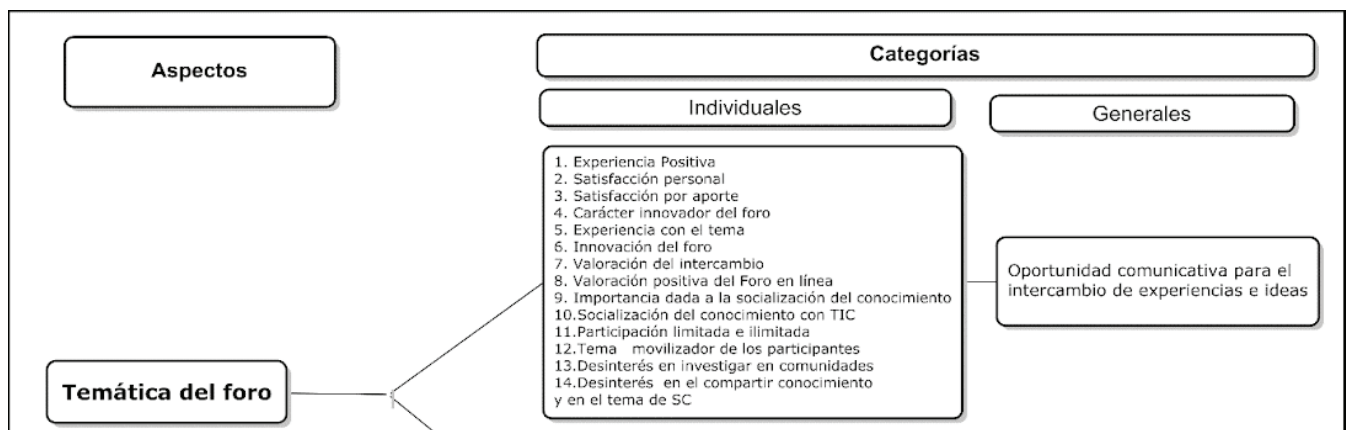 Aspectos
Categorías
Individuales
Generales
1. Experiencia Positiva
2. Satisfacción personal
3. Satisfacción por aporte
4. Carácter innovador del foro
5. Experiencia con el tema
6. Innovación del foro
7. Valoración del intercambio
8. Valoración positiva del Foro en línea
9. Importancia dada a la socialización del conocimiento
10.Socialización del conocimiento con TIC
11.Participación limitada e ilimitada
12.Tema movilizador de los participantes
13.Desinterés en investigar en comunidades
14.Desinterés en el compartir conocimiento
y en el tema de SC
Oportunidad comunicativa para el
intercambio de experiencias e ideas
Temática del foro